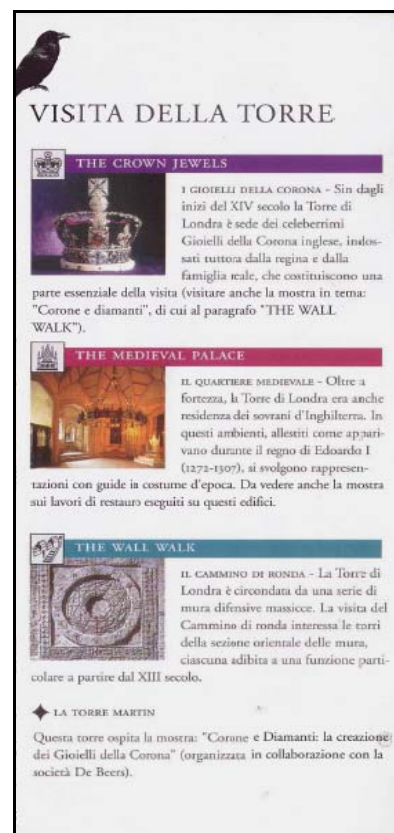 VISITA DELLA TORRE
THE CROWN JEWELS
I GIOIELLI DELLA CORONA - Sin dagli
inizi del XIV secolo la Torre di
Londra è sede dei celeberrimi
Gioielli della Corona inglese, indos-
sati tuttora dalla regina e dalla
famiglia reale, che costituiscono una
parte essenziale della visita (visitare anche la mostra in tema:
"Corone e diamanti", di cui al paragrafo "THE WALL
WALK").
THE MEDIEVAL PALACE
IL QUARTIERE MEDIEVALE - Oltre a
fortezza, la Torre di Londra era anche
residenza dei sovrani d'Inghilterra. In
questi ambienti, allestiti come appari-
vano durante il regno di Edoardo I
(1272-1307), si svolgono rappresen-
tazioni con guide in costume d'epoca. Da vedere anche la mostra
sui lavori di restauro eseguiti su questi edifici.
THE WALL WALK
IL CAMMINO DI RONDA - La Torre di
Londra è circondata da una serie di
mura difensive massicce. La visita del
Cammino di ronda interessa le torri
della sezione orientale delle mura,
ciascuna adibita a una funzione parti-
colare a partire dal XIII secolo.
LA TORRE MARTIN
Questa torre ospita la mostra: "Corone e Diamanti: la creazione
dei Gioielli della Corona" (organizzata in collaborazione con la
società De Beers).